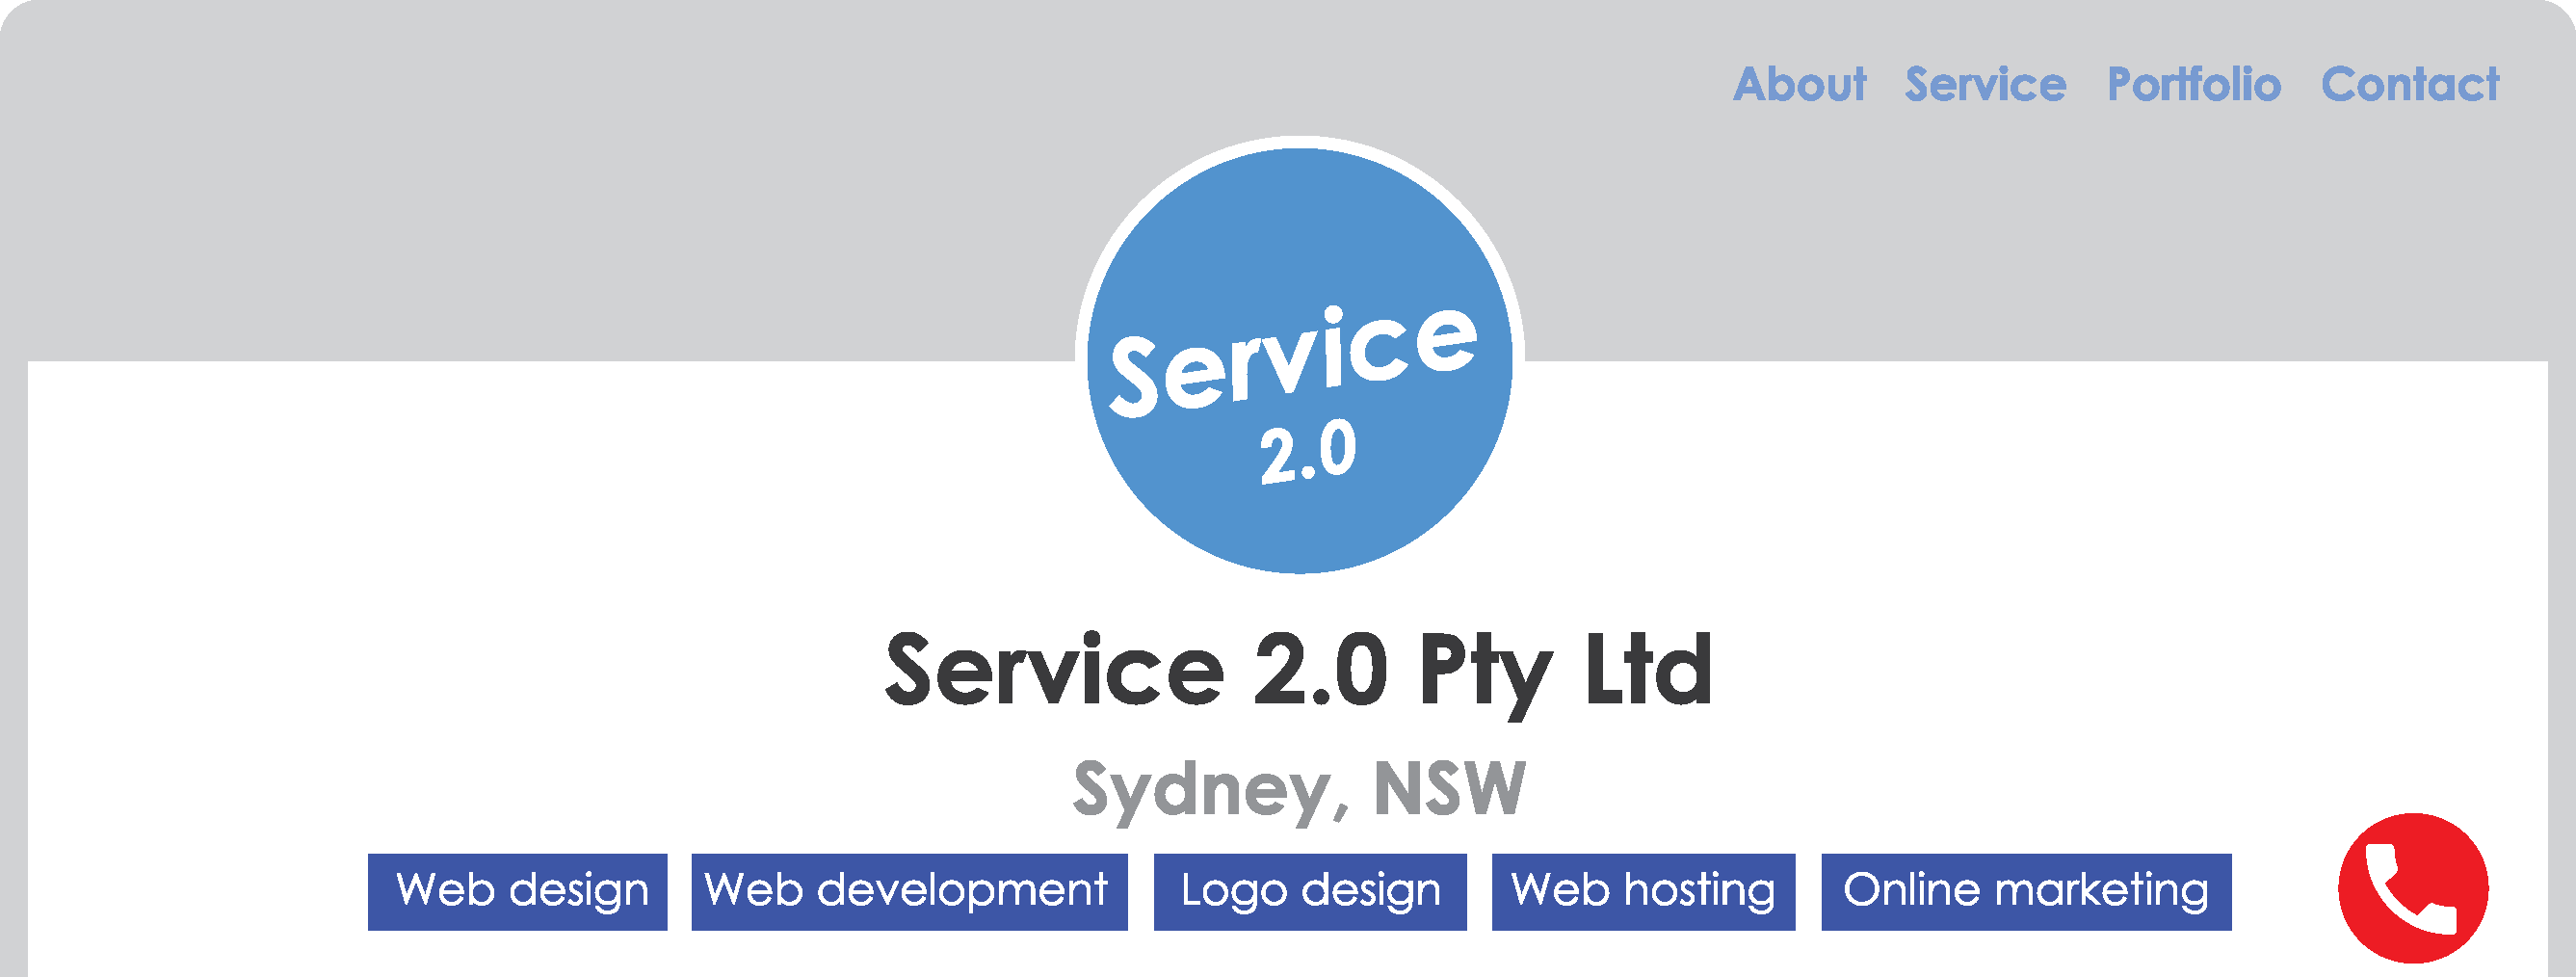 About Service Portfolio Contact
Service
2.0
Service 2.0 Pty Ltd
Sydney, NSW
Web design Web development Logo design Web hosting Online marketing